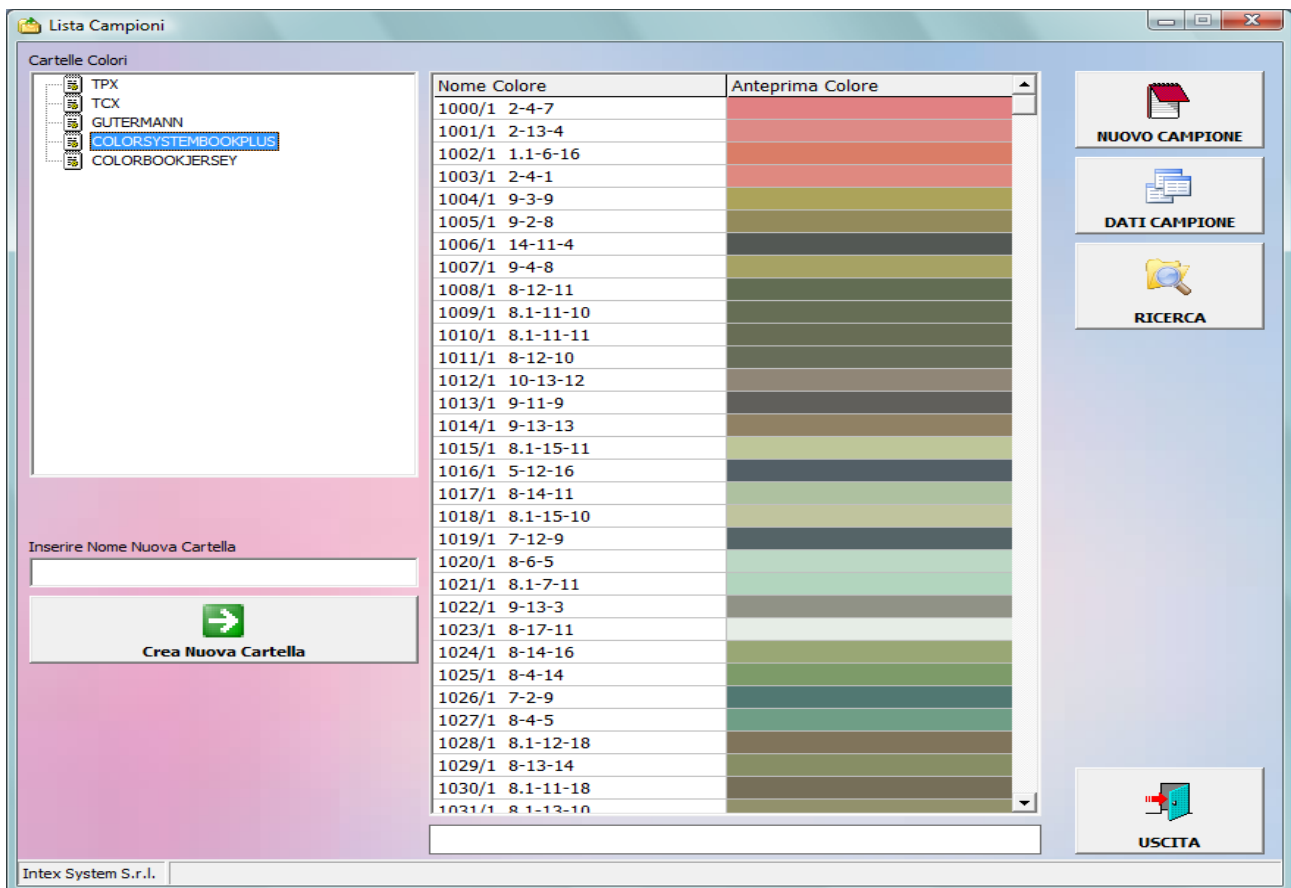 Lista Campioni
Cartelle Colori
TPX
TCX
GUTERMANN
COLORSYSTEMBOOKPLUS
COLORBOOKJERSEY
Inserire Nome Nuova Cartella
Crea Nuova Cartella
Nome Colore Anteprima Colore
1000/1 2-4-7
1001/1 2-13-4
1002/1 1.1-6-16
1003/1 2-4-1
1004/1 9-3-9
1005/1 9-2-8
1006/1 14-11-4
1007/1 9-4-8
1008/1 8-12-11
1009/1 8.1-11-10
1010/1 8.1-11-11
1011/1 8-12-10
1012/1 10-13-12
1013/1 9-11-9
1014/1 9-13-13
1015/1 8.1-15-11
1016/1 5-12-16
1017/1 8-14-11
1018/1 8.1-15-10
1019/1 7-12-9
1020/1 8-6-5
1021/1 8.1-7-11
1022/1 9-13-3
1023/1 8-17-11
1024/1 8-14-16
1025/1 8-4-14
1026/1 7-2-9
1027/1 8-4-5
1028/1 8.1-12-18
1029/1 8-13-14
1030/1 8.1-11-18
1031/1 8.1-13-10
NUOVO CAMPIONE
DATI CAMPIONE
RICERCA
USCITA
Intex System S.r.l.